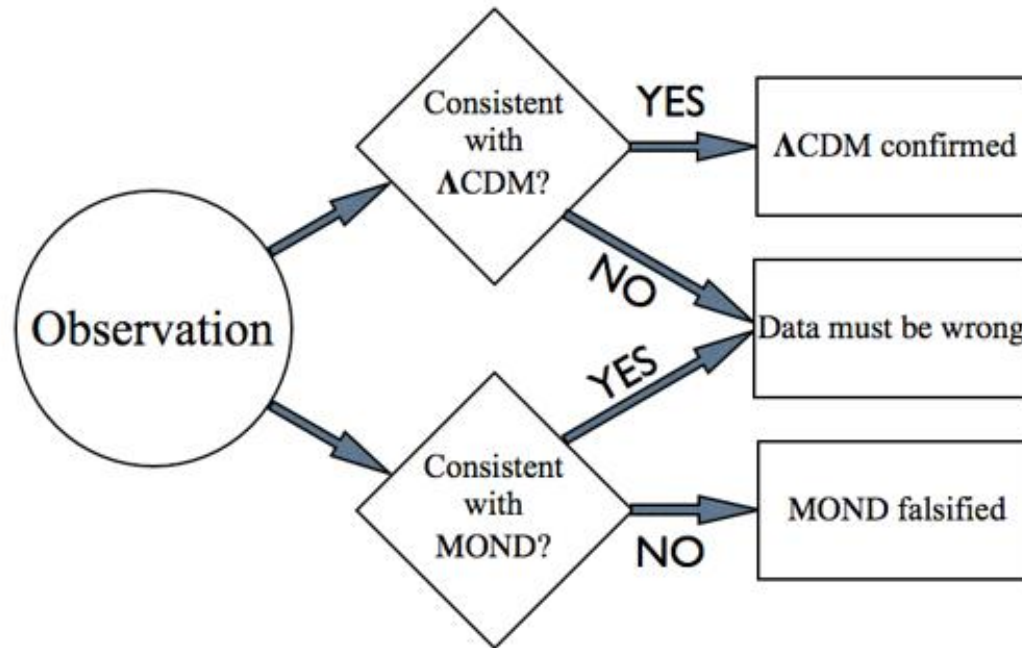 Observation
Consistent
with
ΛCDM?
YES
ΛCDM confirmed
NO
Data must be wrong
YES
Consistent
with
MOND?
NO
MOND falsified